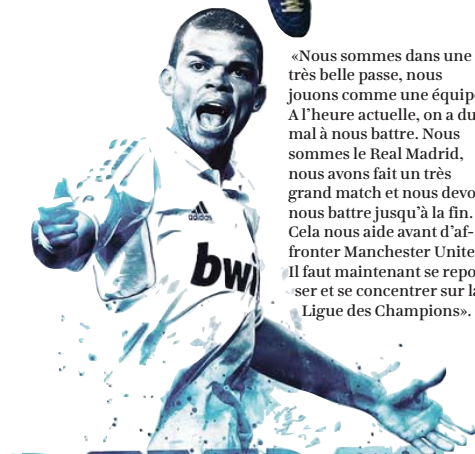 «Nous sommes dans une
très belle passe, nous
jouons comme une équip
A l'heure actuelle, on a du
mal à nous battre. Nous
sommes le Real Madrid,
nous avons fait un très
grand match et nous devo
nous battre jusqu'à la fin.
Cela nous aide avant d'af-
fronter Manchester Unite
Il faut maintenant se repo
ser et se concentrer sur la
Ligue des Champions».
adidas
bwi